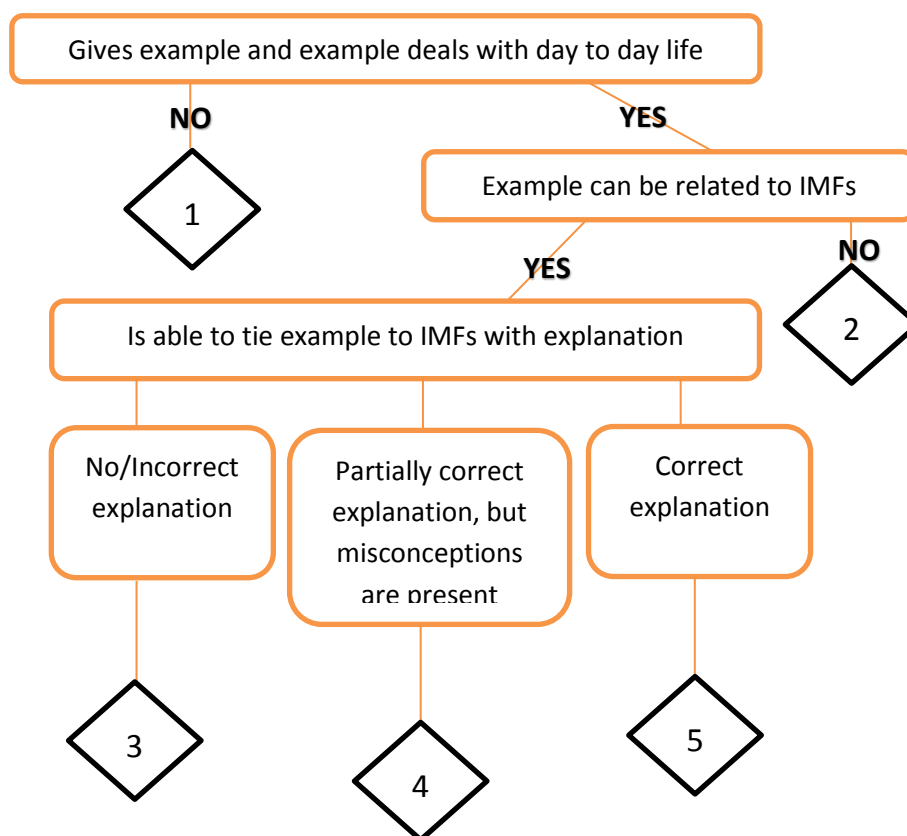 Gives example and example deals with day to day life
NO
YES
1
Example can be related to IMFs
YES
NO
2
Is able to tie example to IMFs with explanation
No/Incorrect
explanation
Partially correct
explanation, but
misconceptions
are present
Correct
explanation
3
4
5